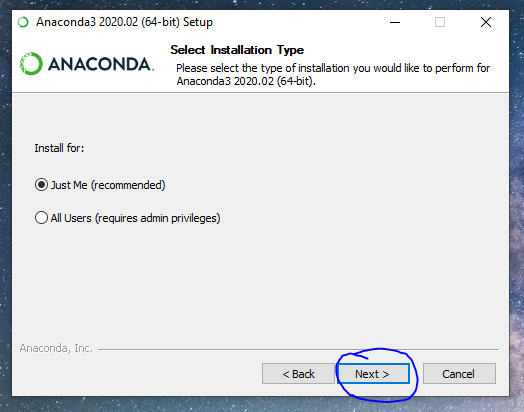 Anaconda3 2020.02 (64-bit) Setup
ANACONDA.
Select Installation Type
Please select the type of installation you would like to perform for
Anaconda3 2020.02 (64-bit).
Install for:
Just Me (recommended)
All Users (requires admin privileges)
Anaconda, Inc.
< Back Next > Cancel